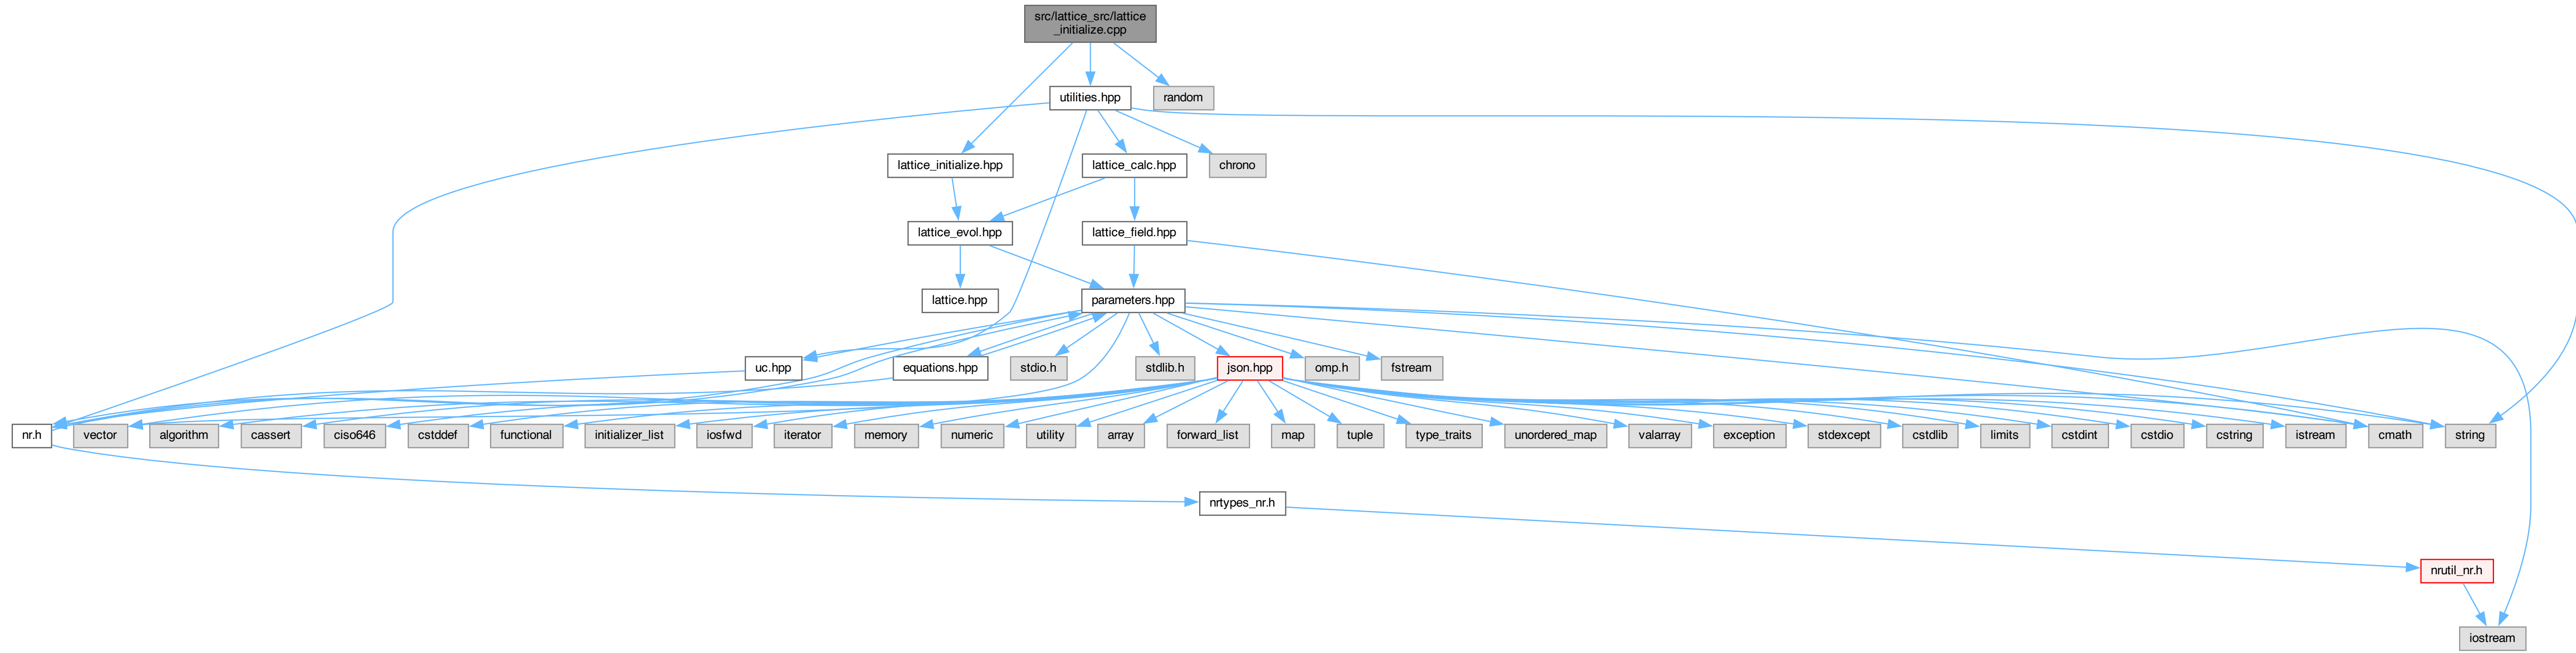 src/lattice_src/lattice
_initialize.cpp
utilities.hpp
random
lattice_initialize.hpp
lattice_calc.hpp
chrono
lattice_evol.hpp
lattice_field.hpp
lattice.hpp
parameters.hpp
uc.hpp
equations.hpp
stdio.h
stdlib.h
json.hpp
omp.h
fstream
nr.h
vector
algorithm
cassert
ciso646
cstddef
functional
initializer_list
iosfwd
iterator
memory
numeric
utility
array
forward_list
map
tuple
type_traits
unordered_map
valarray
exception
stdexcept
cstdlib
limits
cstdint
cstdio
cstring
istream
cmath
string
nrtypes_nr.h
nrutil_nr.h
iostream